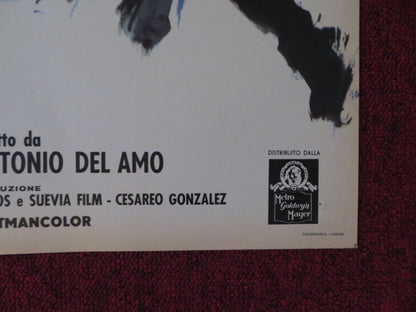 tto da
TONIO DEL AMO
UZIONE
OS e SUEVIA FILM - CESAREO GONZALEZ
TMANCOLOR
DISTRIBUITO DALLA
Metro
Goldwyn
Mayer